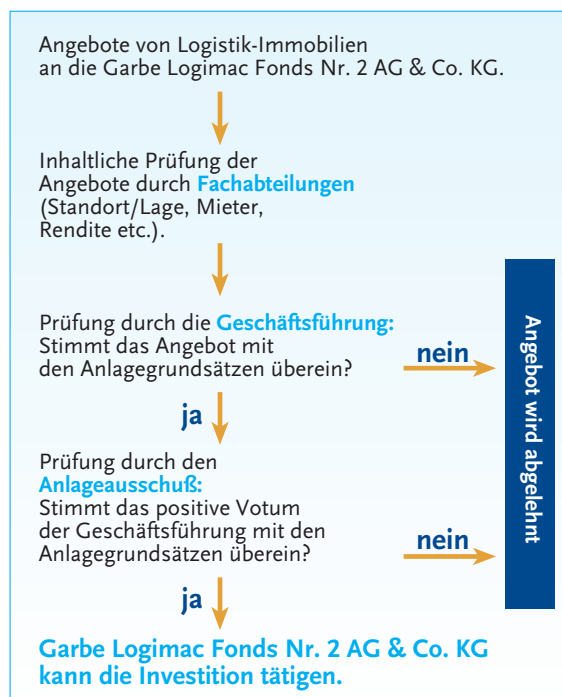 Angebote von Logistik-Immobilien
an die Garbe Logimac Fonds Nr. 2 AG & Co. KG.
Inhaltliche Prüfung der
Angebote durch Fachabteilungen
(Standort/Lage, Mieter,
Rendite etc.).
Prüfung durch die Geschäftsführung:
Stimmt das Angebot mit
den Anlagegrundsätzen überein?
nein
ja
Prüfung durch den
Anlageausschuß:
Stimmt das positive Votum
der Geschäftsführung mit den
Anlagegrundsätzen überein?
nein
ja
Angebot wird abgelehnt
Garbe Logimac Fonds Nr. 2 AG & Co. KG
kann die Investition tätigen.